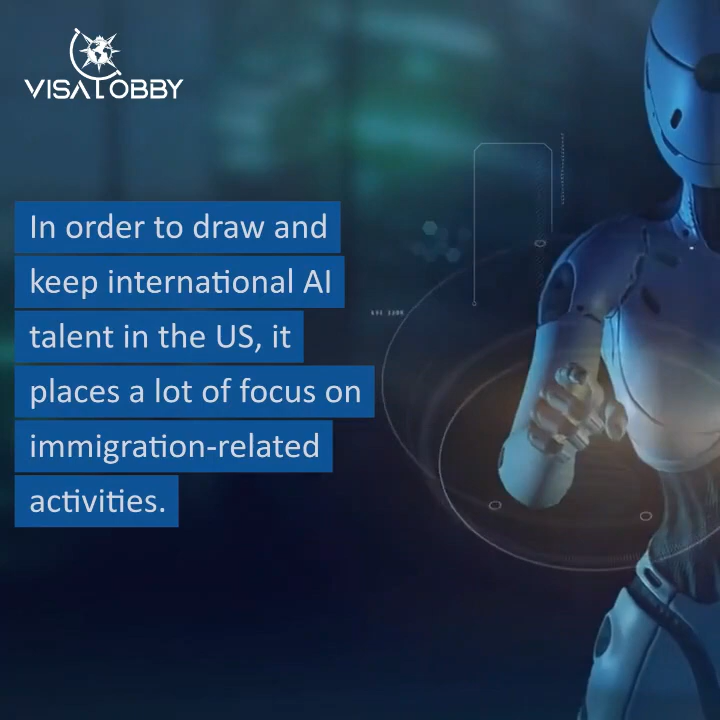 VISALOBBY
In order to draw and
keep international AI
talent in the US, it
places a lot of focus on
immigration-related
activities.